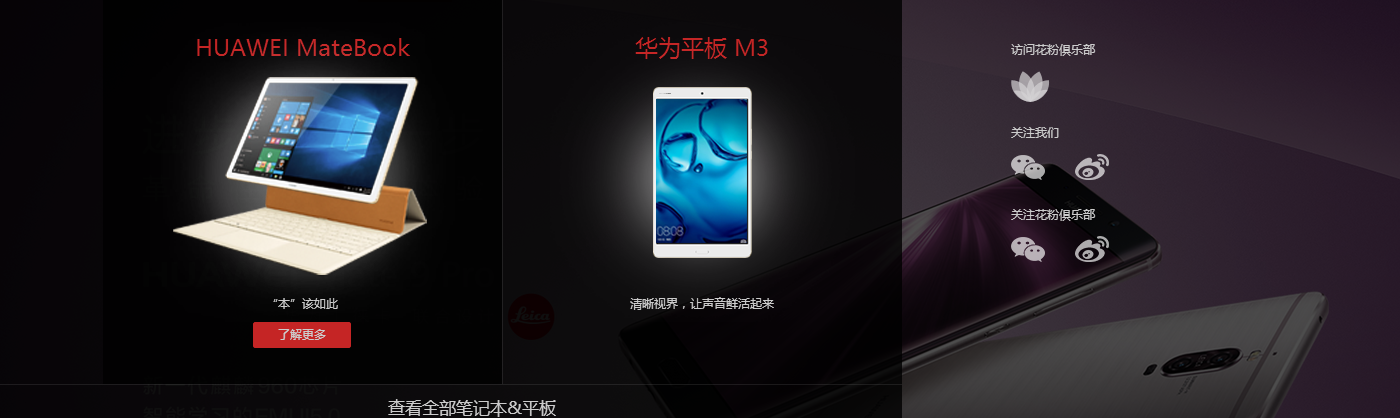 HUAWEI MateBook
“本”该如此
了解更多
华为平板 M3
08:08
清晰视界，让声音鲜活起来
访问花粉俱乐部
关注我们
关注花粉俱乐部
Leica
查看全部笔记本&平板